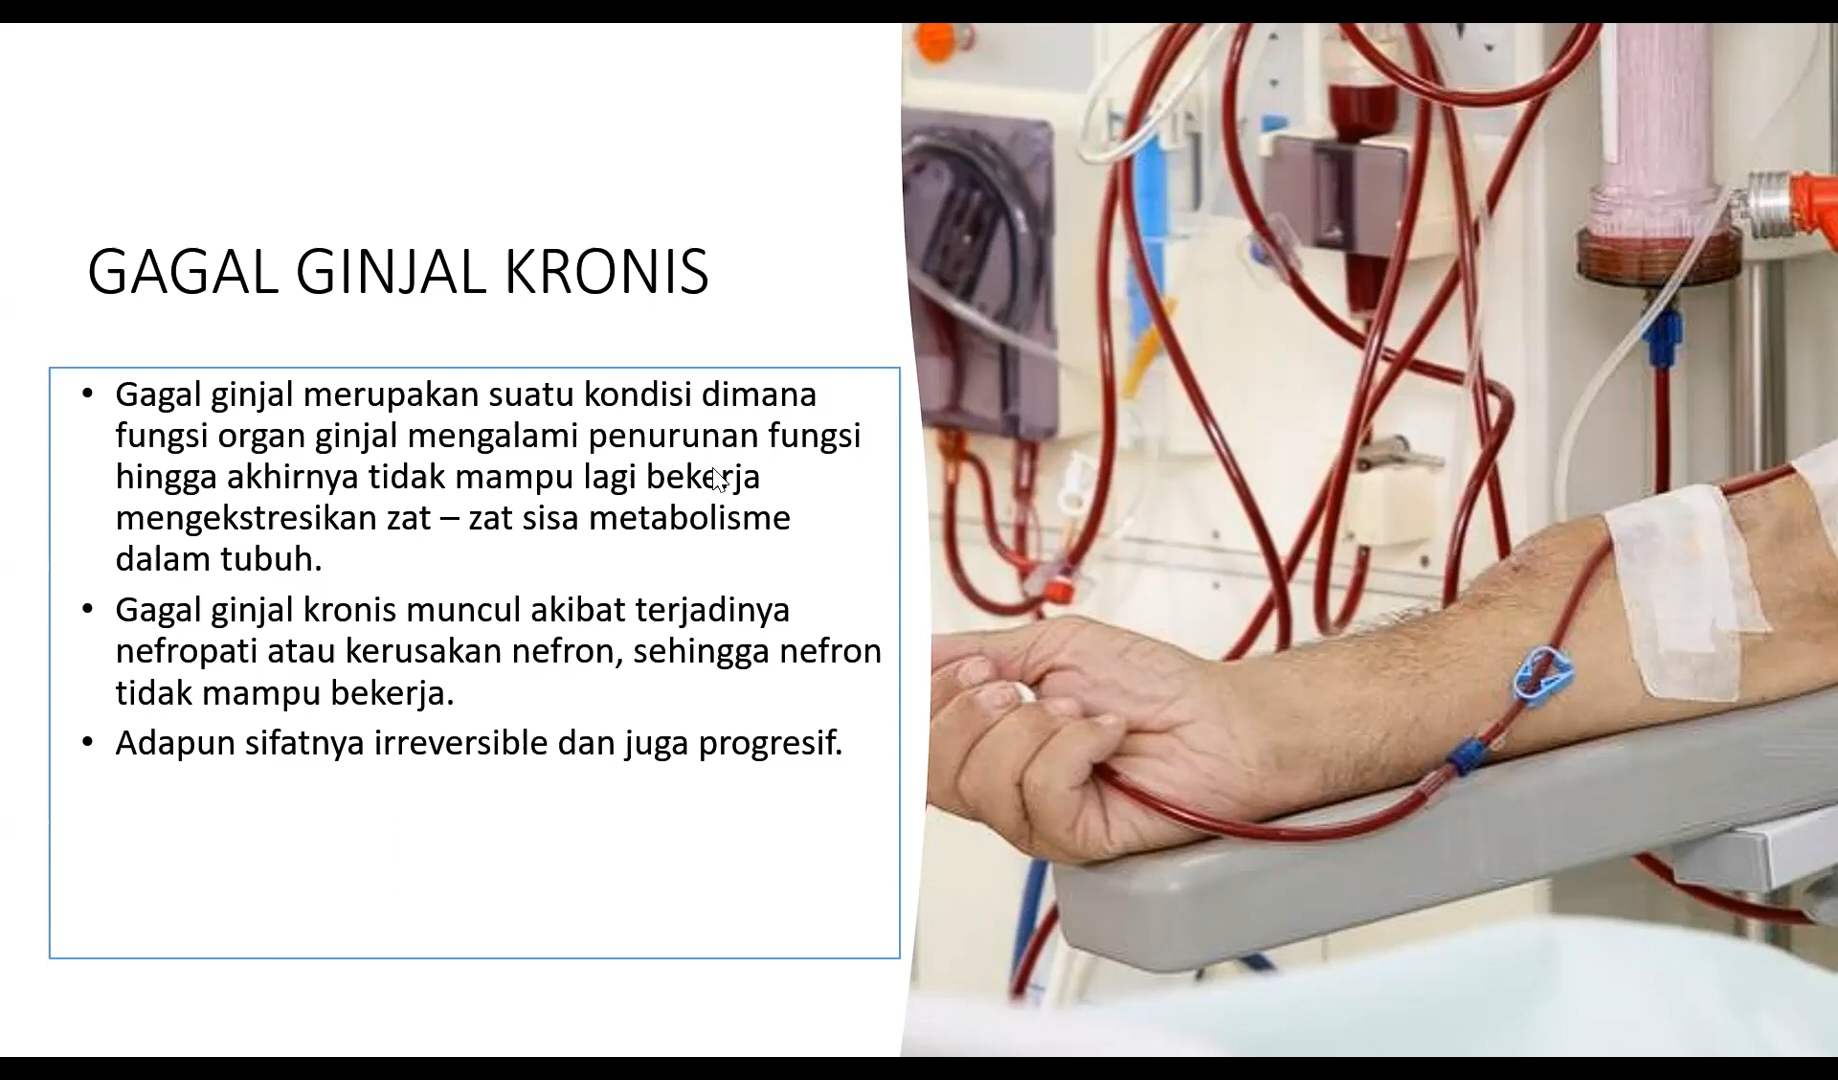 GAGAL GINJAL KRONIS
• Gagal ginjal merupakan suatu kondisi dimana
fungsi organ ginjal mengalami penurunan fungsi
hingga akhirnya tidak mampu lagi bekerja
mengekstresikan zat – zat sisa metabolisme
dalam tubuh.
• Gagal ginjal kronis muncul akibat terjadinya
nefropati atau kerusakan nefron, sehingga nefron
tidak mampu bekerja.
• Adapun sifatnya irreversible dan juga progresif.